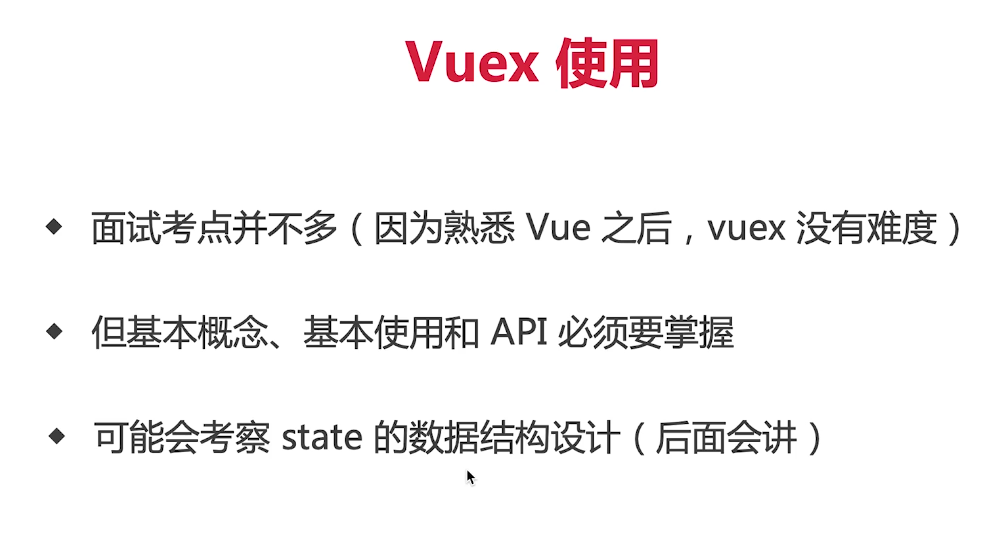 Vuex 使用
面试考点并不多（因为熟悉 Vue 之后，vuex 没有难度）
但基本概念、基本使用和 API 必须要掌握
可能会考察 state 的数据结构设计（后面会讲）